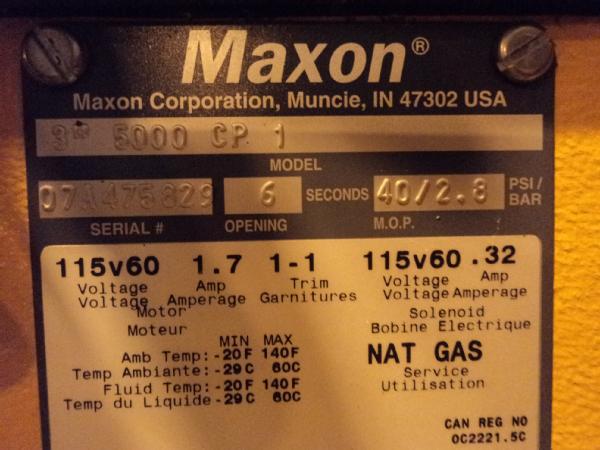 Maxon®
Maxon Corporation, Muncie, IN 47302 USA
3" 5000 CP 1
MODEL
07A475829 6 SECONDS 40/2.8 PSI/ BAR
SERIAL # OPENING M.O.P.
115v60 1.7 1-1 115v60 .32
Voltage Amp Trim Voltage Amp
Voltage Amperage Garnitures Voltage Amperage
Motor Solenoid
Moteur Bobine Electrique
MIN MAX
Amb Temp: -20F 140F NAT GAS
Temp Ambiante: -29C 60C Service
Fluid Temp: -20F 140F Utilisation
Temp du Liquide -29C 60C
CAN REG NO
0C2221.5C